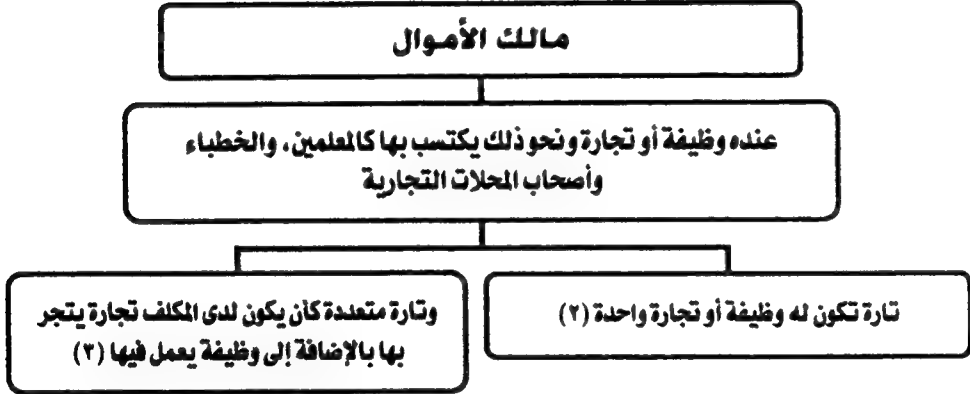 مالك الأموال
عنده وظيفة أو تجارة ونحو ذلك يكتسب بها كالمعلمين، والخطباء
وأصحاب المحلات التجارية
تارة تكون له وظيفة أو تجارة واحدة (٢)
وتارة متعددة كأن يكون لدى المكلف تجارة يتجر
بها بالإضافة إلى وظيفة يعمل فيها (٣)